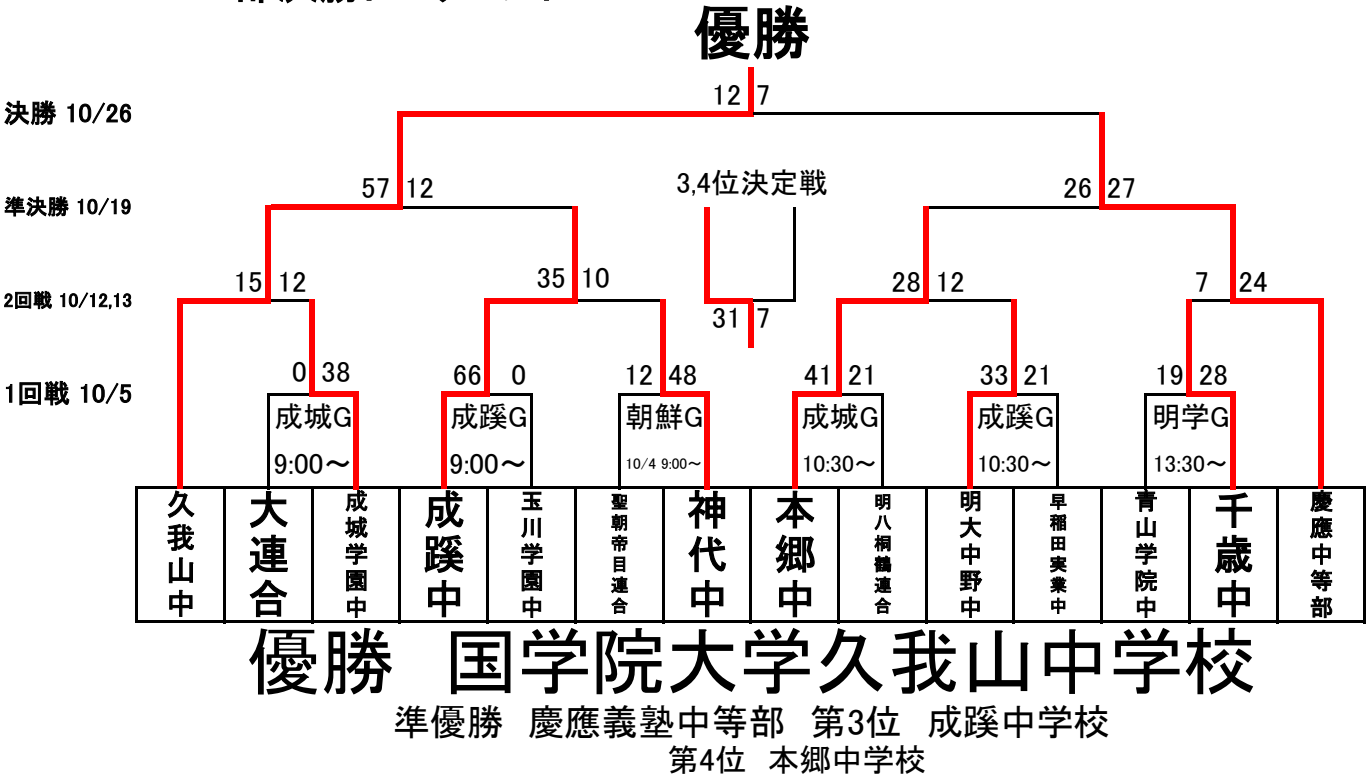 優勝
12 7
決勝 10/26
57 12
3,4位決定戦
26 27
準決勝 10/19
15 12
35 10
28 12
7 24
2回戦 10/12,13
31 7
0 38
66 0
12 48
41 21
33 21
19 28
1回戦 10/5
成城G
成蹊G
朝鮮G
成城G
成蹊G
明学G
9:00～
9:00～
10/4 9:00～
10:30～
10:30～
13:30～
久我山中
大連合
成城学園中
成蹊中
玉川学園中
聖朝帝目連合
神代中
本郷中
明八桐鶴連合
明大中野中
早稲田実業中
青山学院中
千歳中
慶應中等部
優勝　国学院大学久我山中学校
準優勝　慶應義塾中等部　第3位　成蹊中学校
第4位　本郷中学校